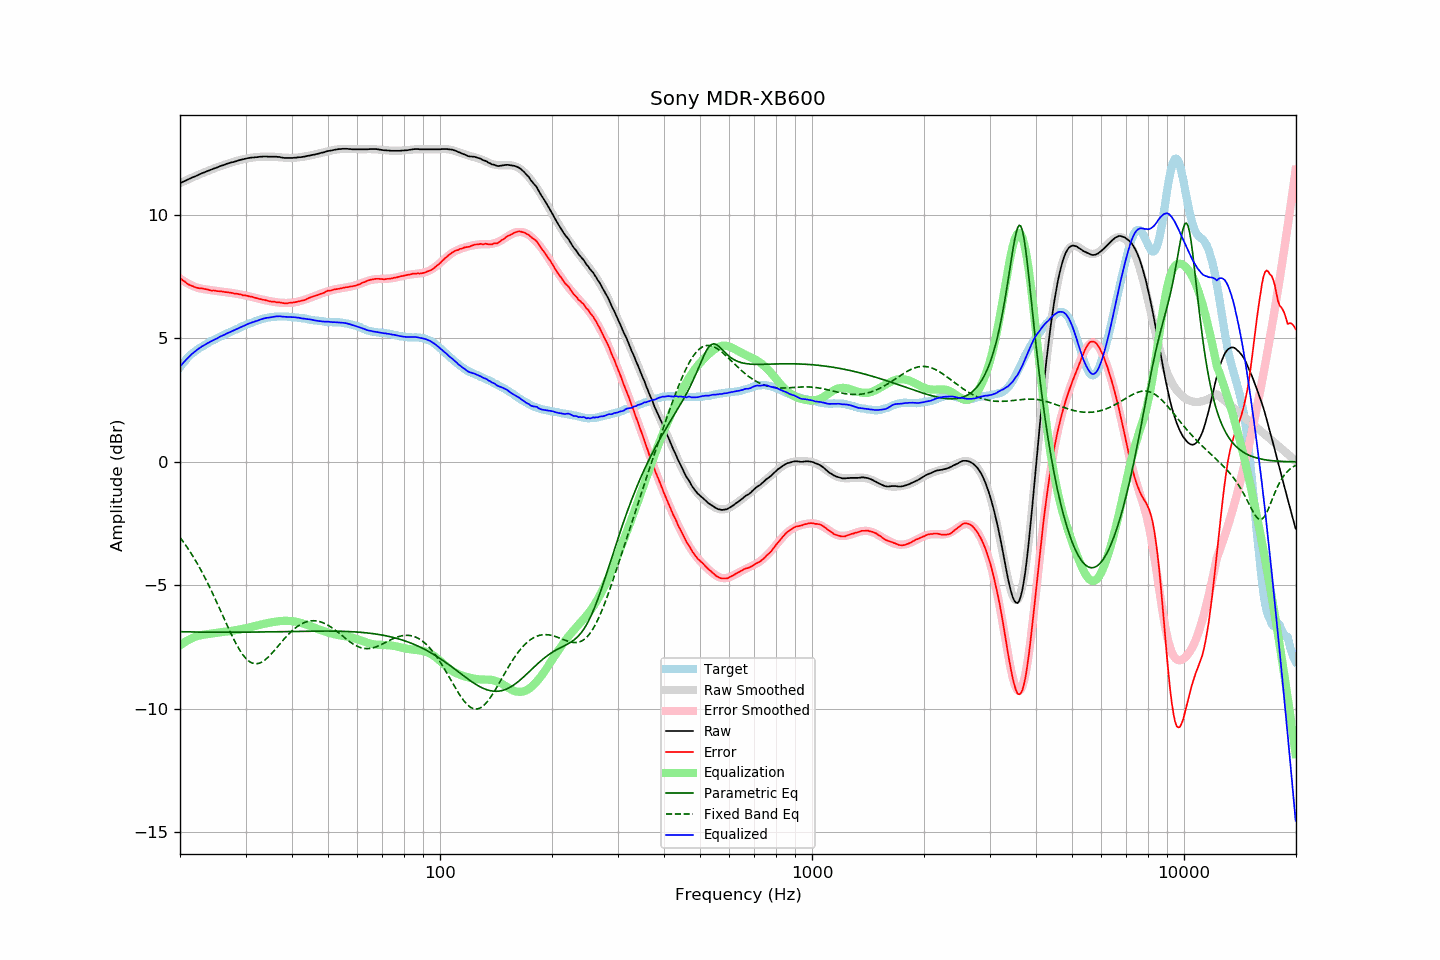 Sony MDR-XB600
Amplitude (dBr)
10
5
0
−5
−10
−15
Target
Raw Smoothed
Error Smoothed
Raw
Error
Equalization
Parametric Eq
Fixed Band Eq
Equalized
100
1000
10000
Frequency (Hz)